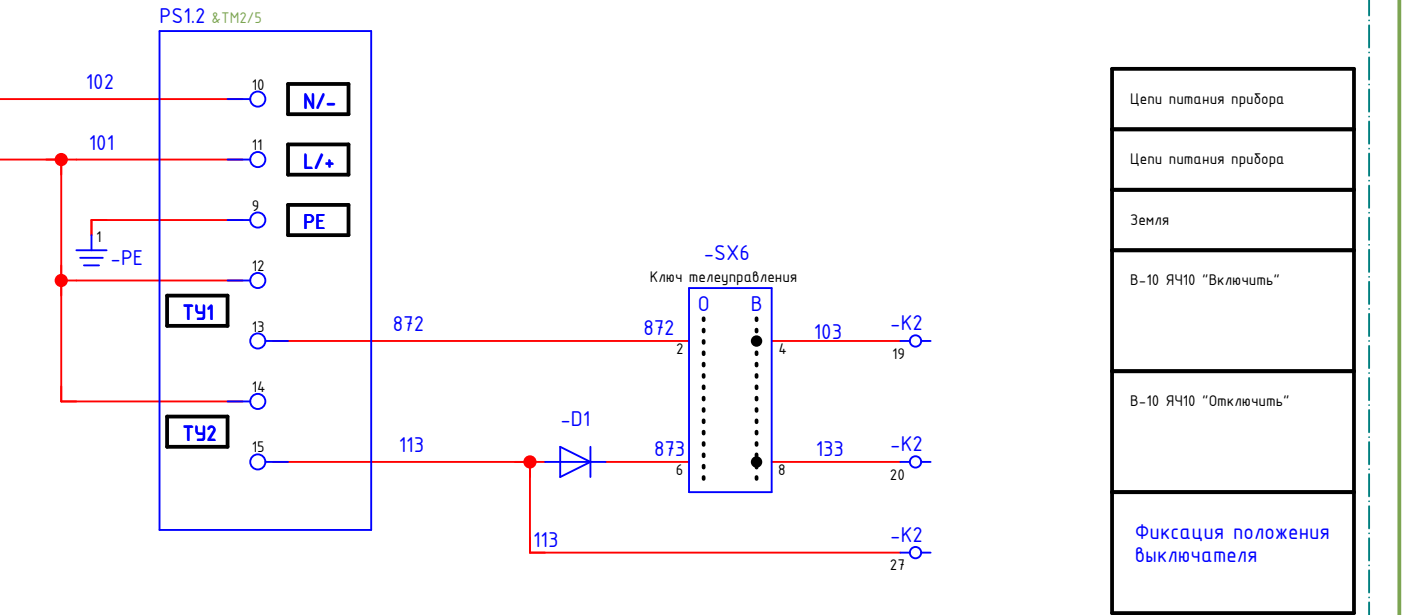 PS1.2 &TM2/5
102
10
N/-
Цепи питания прибора
101
11
L/+
Цепи питания прибора
9
PE
Земля
1
-PE
12
В-10 ЯЧ10 "Включить"
ТУ1
13
872
-SX6
Ключ телеуправления
О В
872
2
4
103
-K2
19
14
В-10 ЯЧ10 "Отключить"
ТУ2
15
113
-D1
873
6
8
133
-K2
20
113
-K2
27
Фиксация положения
выключателя